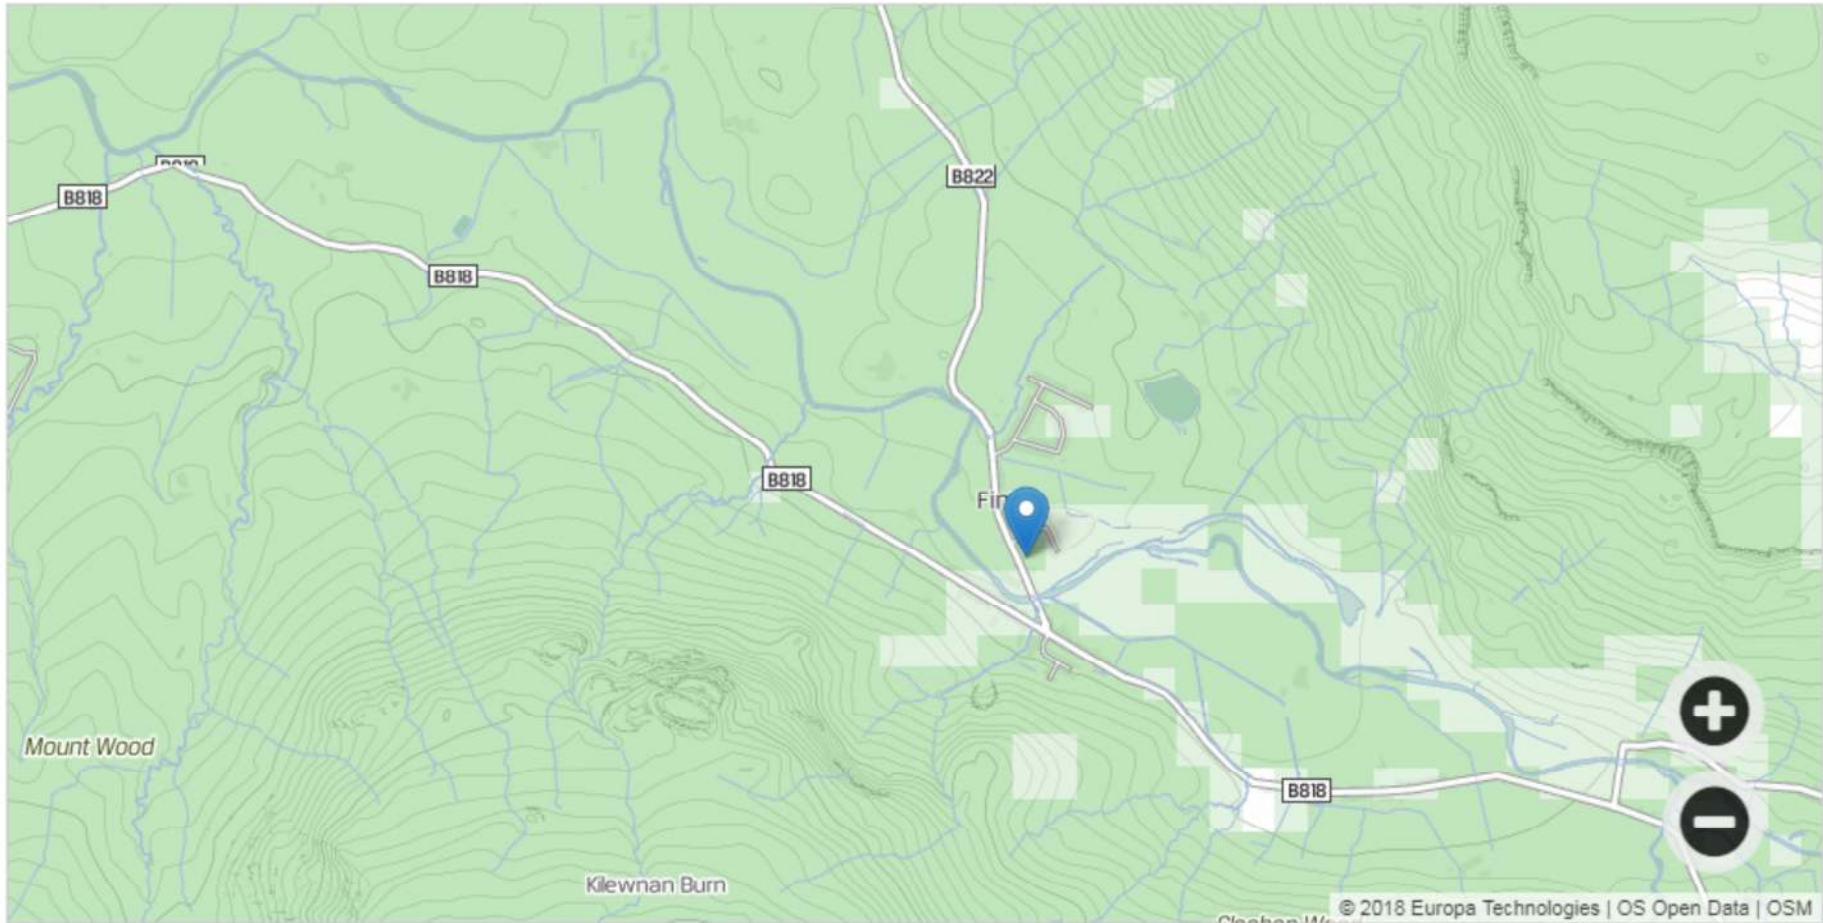 B822
B818
B818
B818
Fin
Mount Wood
B818
Kilewnan Burn
© 2018 Europa Technologies | OS Open Data | OSM